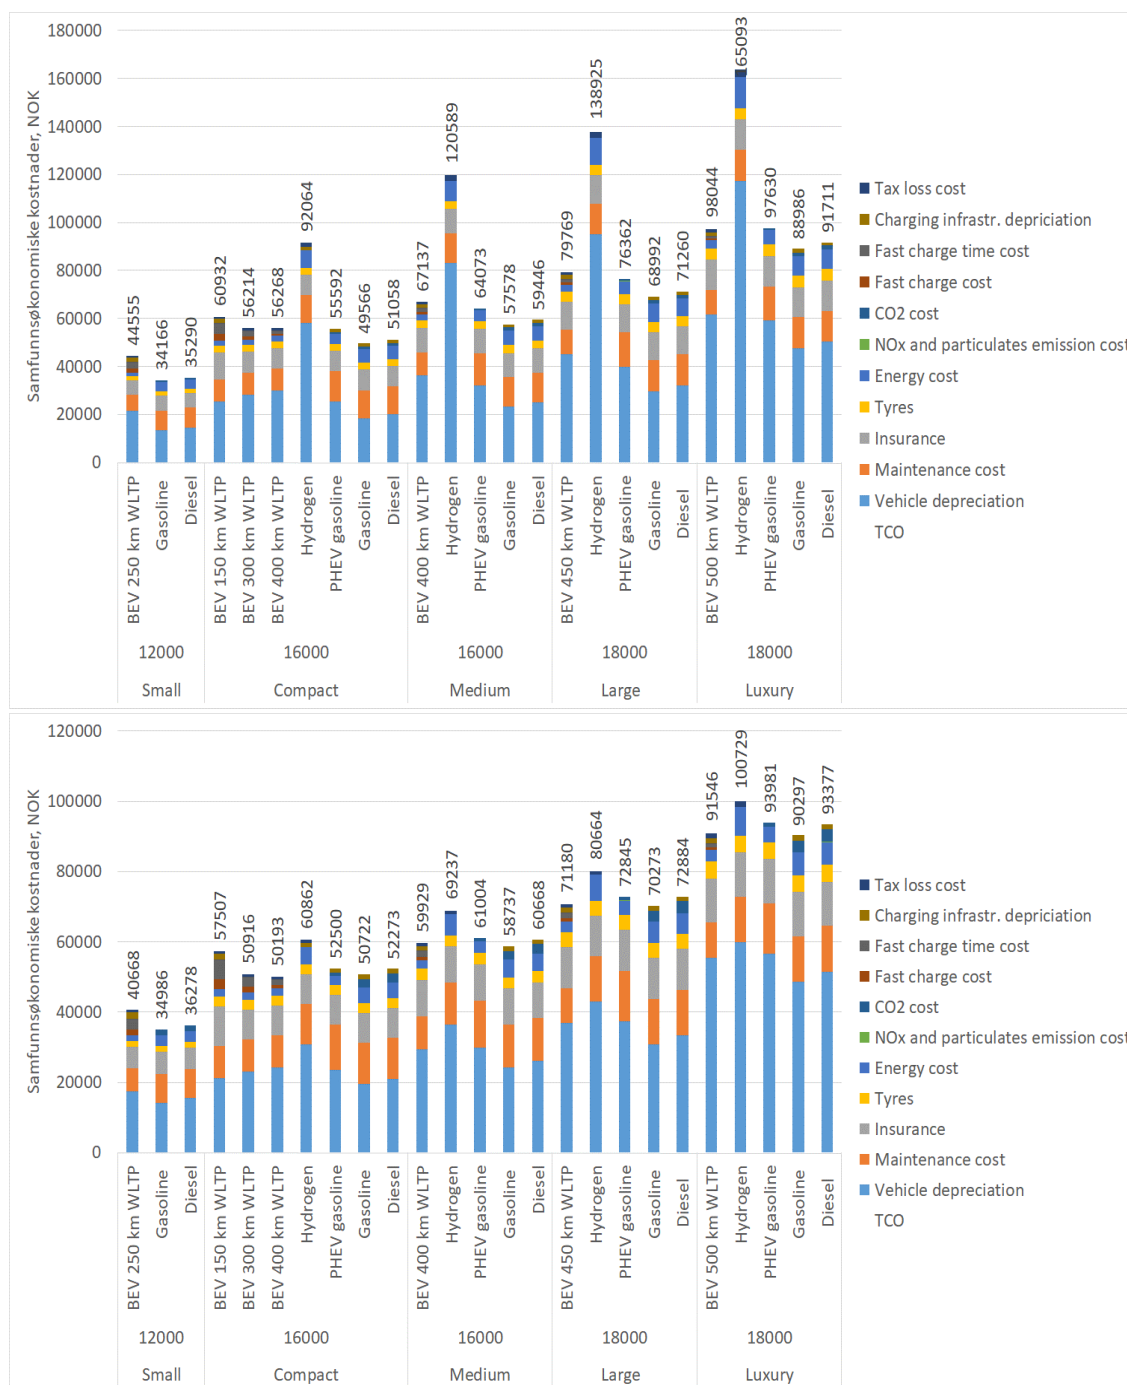 180000
160000
140000
120000
100000
80000
60000
40000
20000
0
Samfunnsøkonomiske kostnader, NOK
44555
34166
35290
60932
56214
56268
92064
55592
49566
51058
67137
120589
64073
57578
59446
79769
138925
76362
68992
71260
98044
165093
97630
88986
91711
BEV 250 km WLTP
Gasoline
Diesel
BEV 150 km WLTP
BEV 300 km WLTP
BEV 400 km WLTP
Hydrogen
PHEV gasoline
Gasoline
Diesel
BEV 400 km WLTP
Hydrogen
PHEV gasoline
Gasoline
Diesel
BEV 450 km WLTP
Hydrogen
PHEV gasoline
Gasoline
Diesel
BEV 500 km WLTP
Hydrogen
PHEV gasoline
Gasoline
Diesel
12000 16000 16000 18000 18000
Small Compact Medium Large Luxury
Tax loss cost
Charging infrastr. depriciation
Fast charge time cost
Fast charge cost
CO2 cost
NOx and particulates emission cost
Energy cost
Tyres
Insurance
Maintenance cost
Vehicle depreciation
TCO
120000
100000
80000
60000
40000
20000
0
Samfunnsøkonomiske kostnader, NOK
40668
34986
36278
57507
50916
50193
60862
52500
50722
52273
59929
69237
61004
58737
60668
71180
80664
72845
70273
72884
91546
100729
93981
90297
93377
BEV 250 km WLTP
Gasoline
Diesel
BEV 150 km WLTP
BEV 300 km WLTP
BEV 400 km WLTP
Hydrogen
PHEV gasoline
Gasoline
Diesel
BEV 400 km WLTP
Hydrogen
PHEV gasoline
Gasoline
Diesel
BEV 450 km WLTP
Hydrogen
PHEV gasoline
Gasoline
Diesel
BEV 500 km WLTP
Hydrogen
PHEV gasoline
Gasoline
Diesel
12000 16000 16000 18000 18000
Small Compact Medium Large Luxury
Tax loss cost
Charging infrastr. depriciation
Fast charge time cost
Fast charge cost
CO2 cost
NOx and particulates emission cost
Energy cost
Tyres
Insurance
Maintenance cost
Vehicle depreciation
TCO